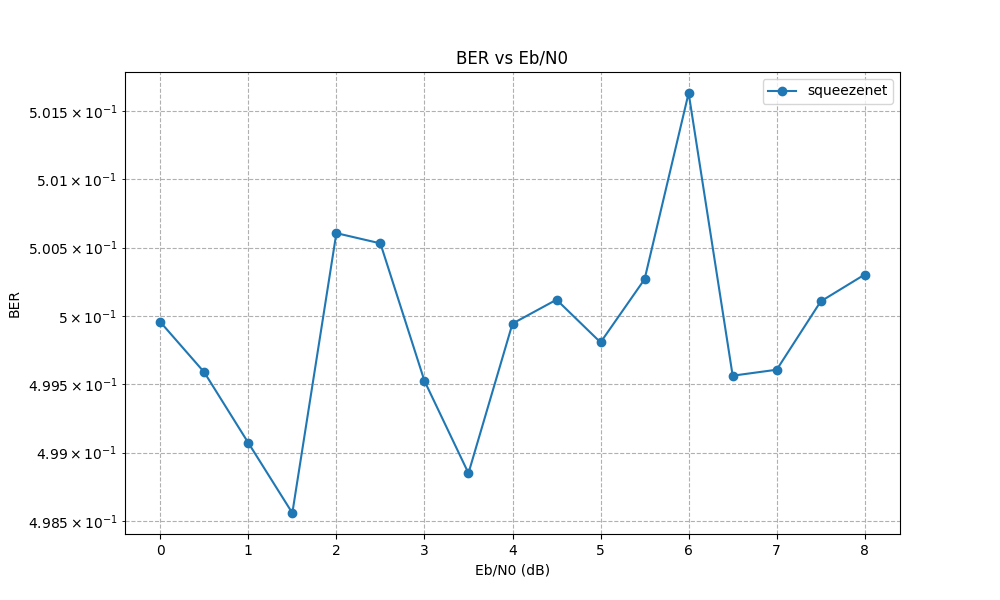 BER vs Eb/N0
squeezenet
5.015 × 10⁻¹
5.01 × 10⁻¹
5.005 × 10⁻¹
5 × 10⁻¹
4.995 × 10⁻¹
4.99 × 10⁻¹
4.985 × 10⁻¹
BER
0 1 2 3 4 5 6 7 8
Eb/N0 (dB)